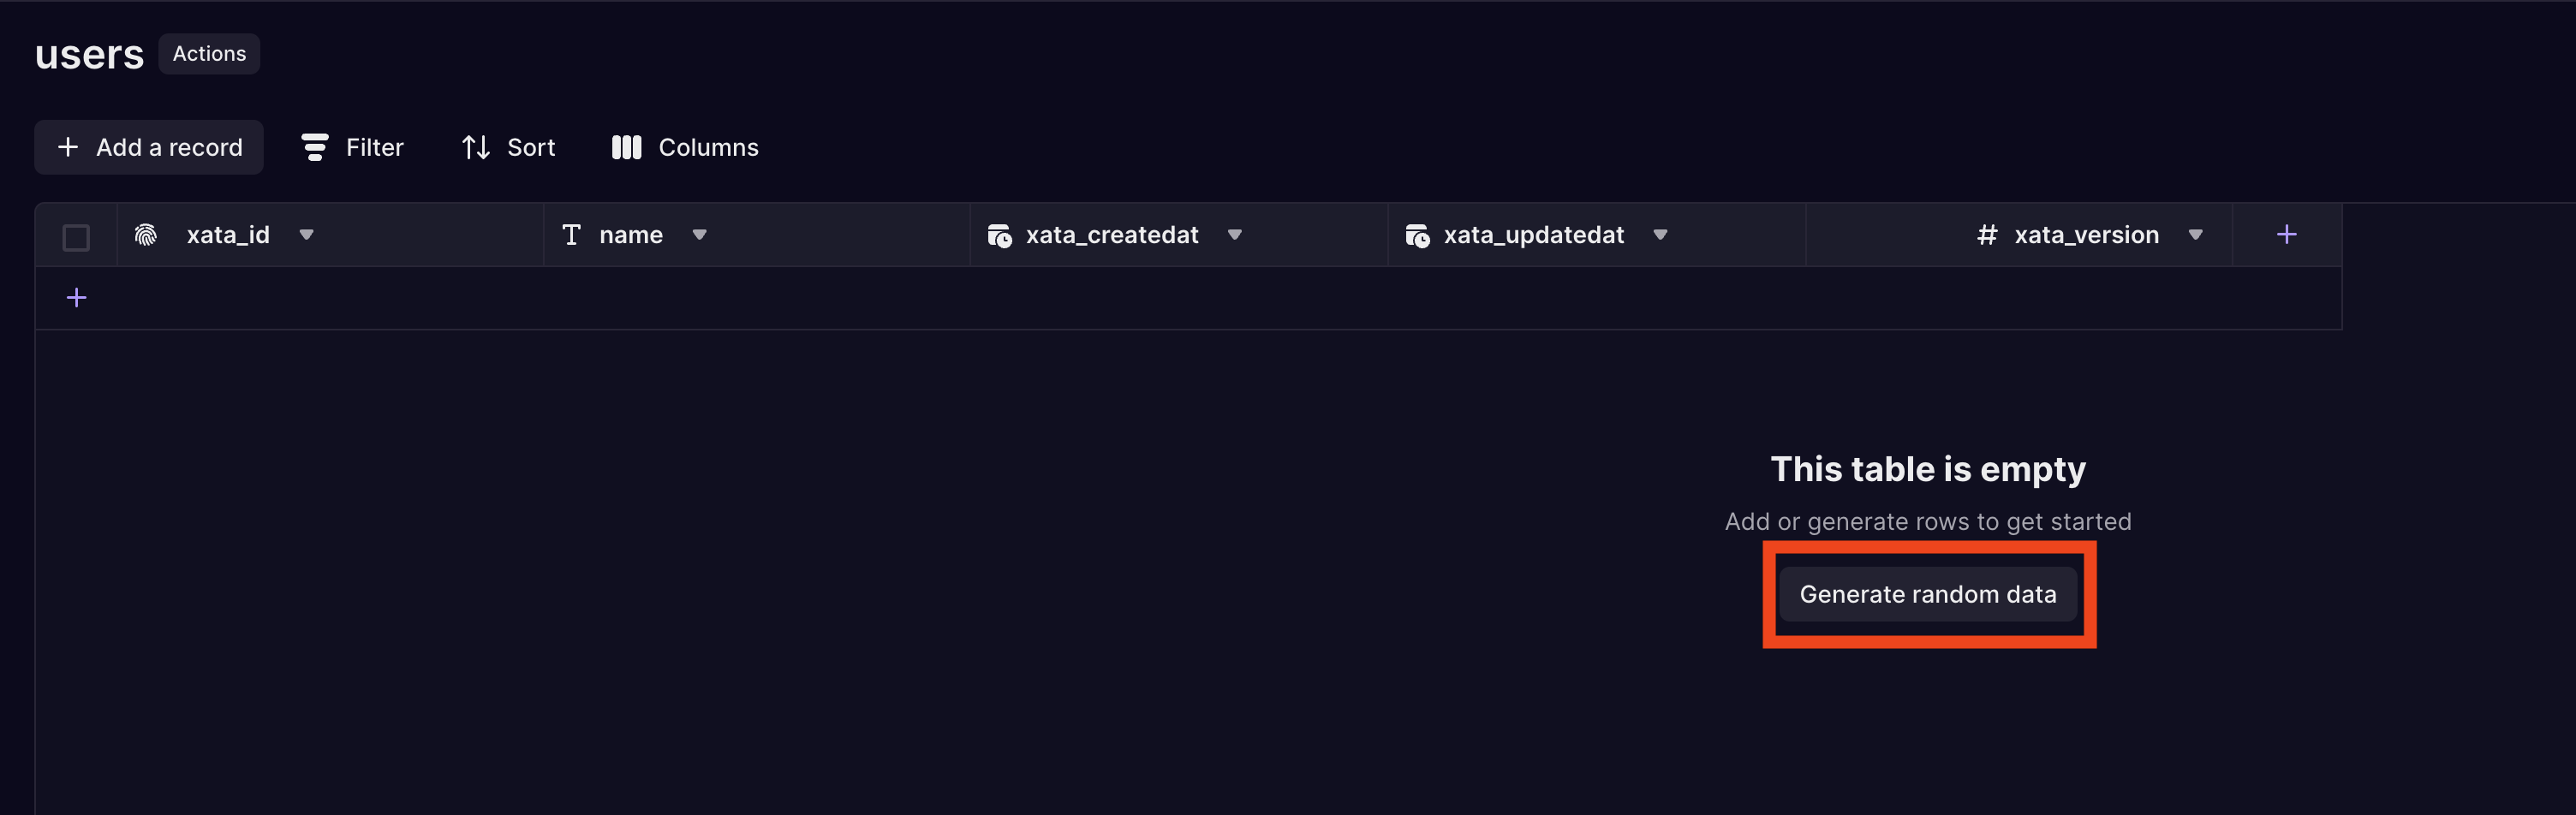 users Actions
+ Add a record Filter Sort Columns
xata_id name xata_createdat xata_updatedat # xata_version +
+
This table is empty
Add or generate rows to get started
Generate random data